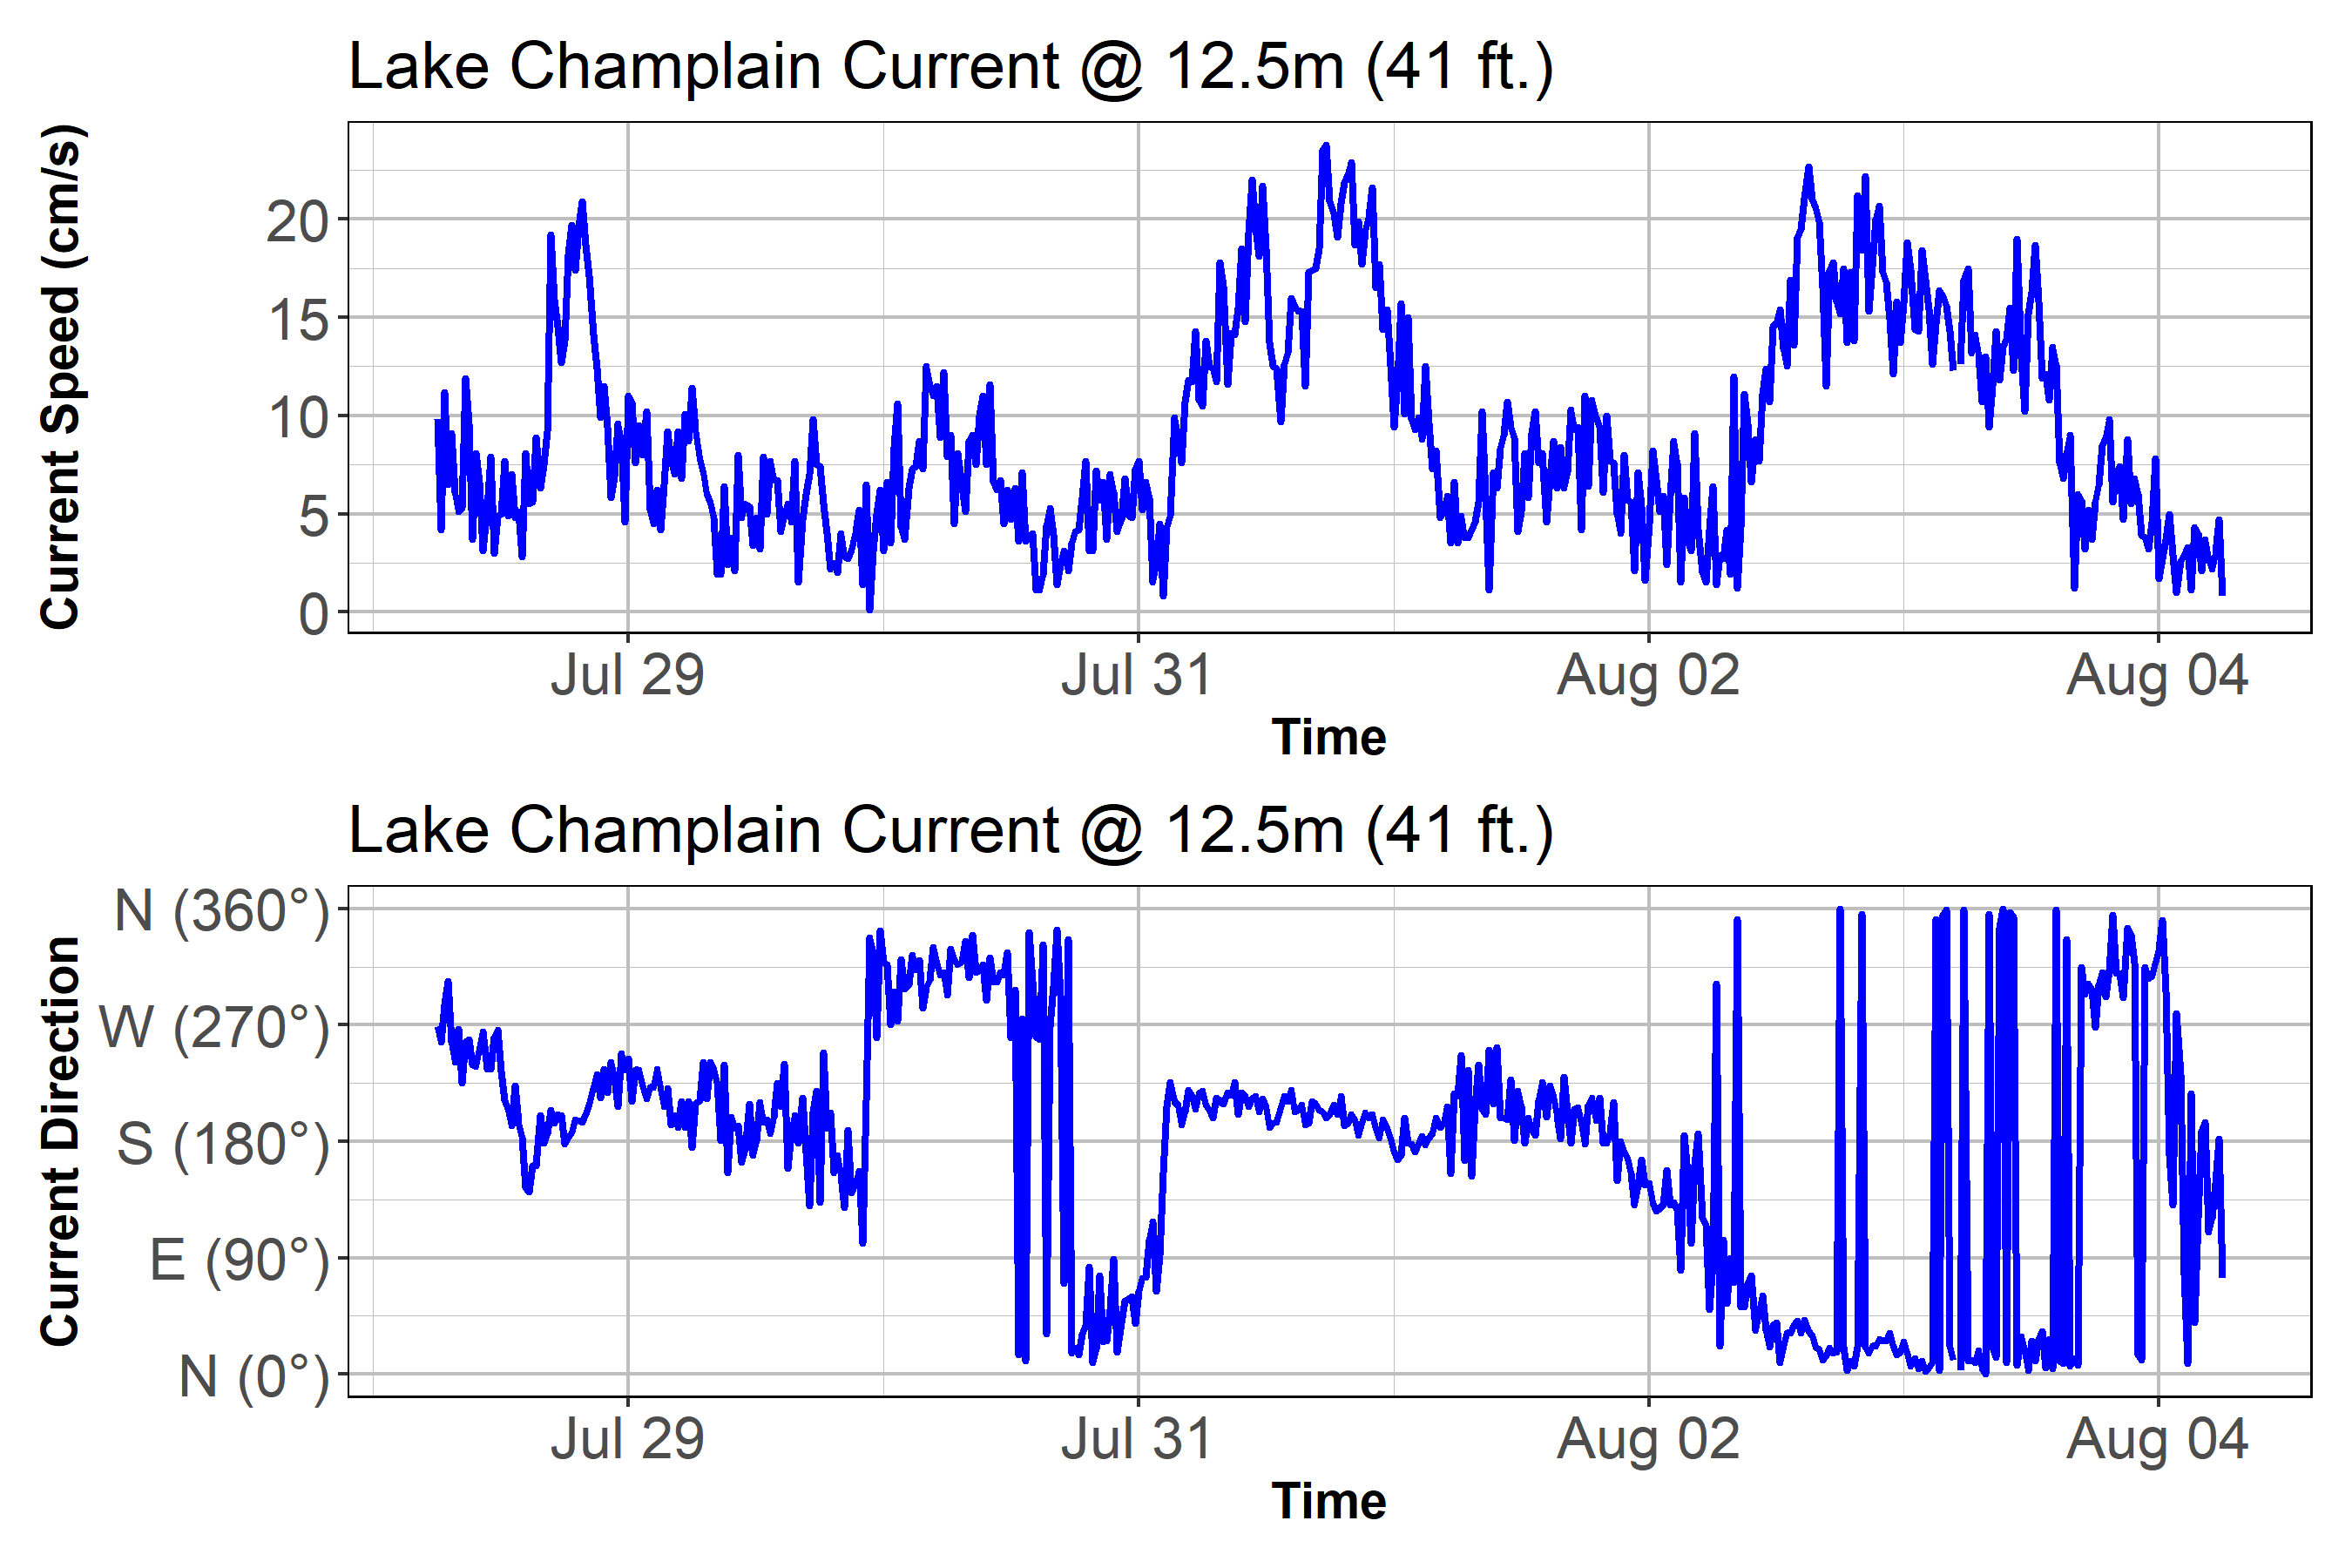 Lake Champlain Current @ 12.5m (41 ft.)
Current Speed (cm/s)
20
15
10
5
0
Jul 29 Jul 31 Aug 02 Aug 04
Time
Lake Champlain Current @ 12.5m (41 ft.)
Current Direction
N (360°)
W (270°)
S (180°)
E (90°)
N (0°)
Jul 29 Jul 31 Aug 02 Aug 04
Time